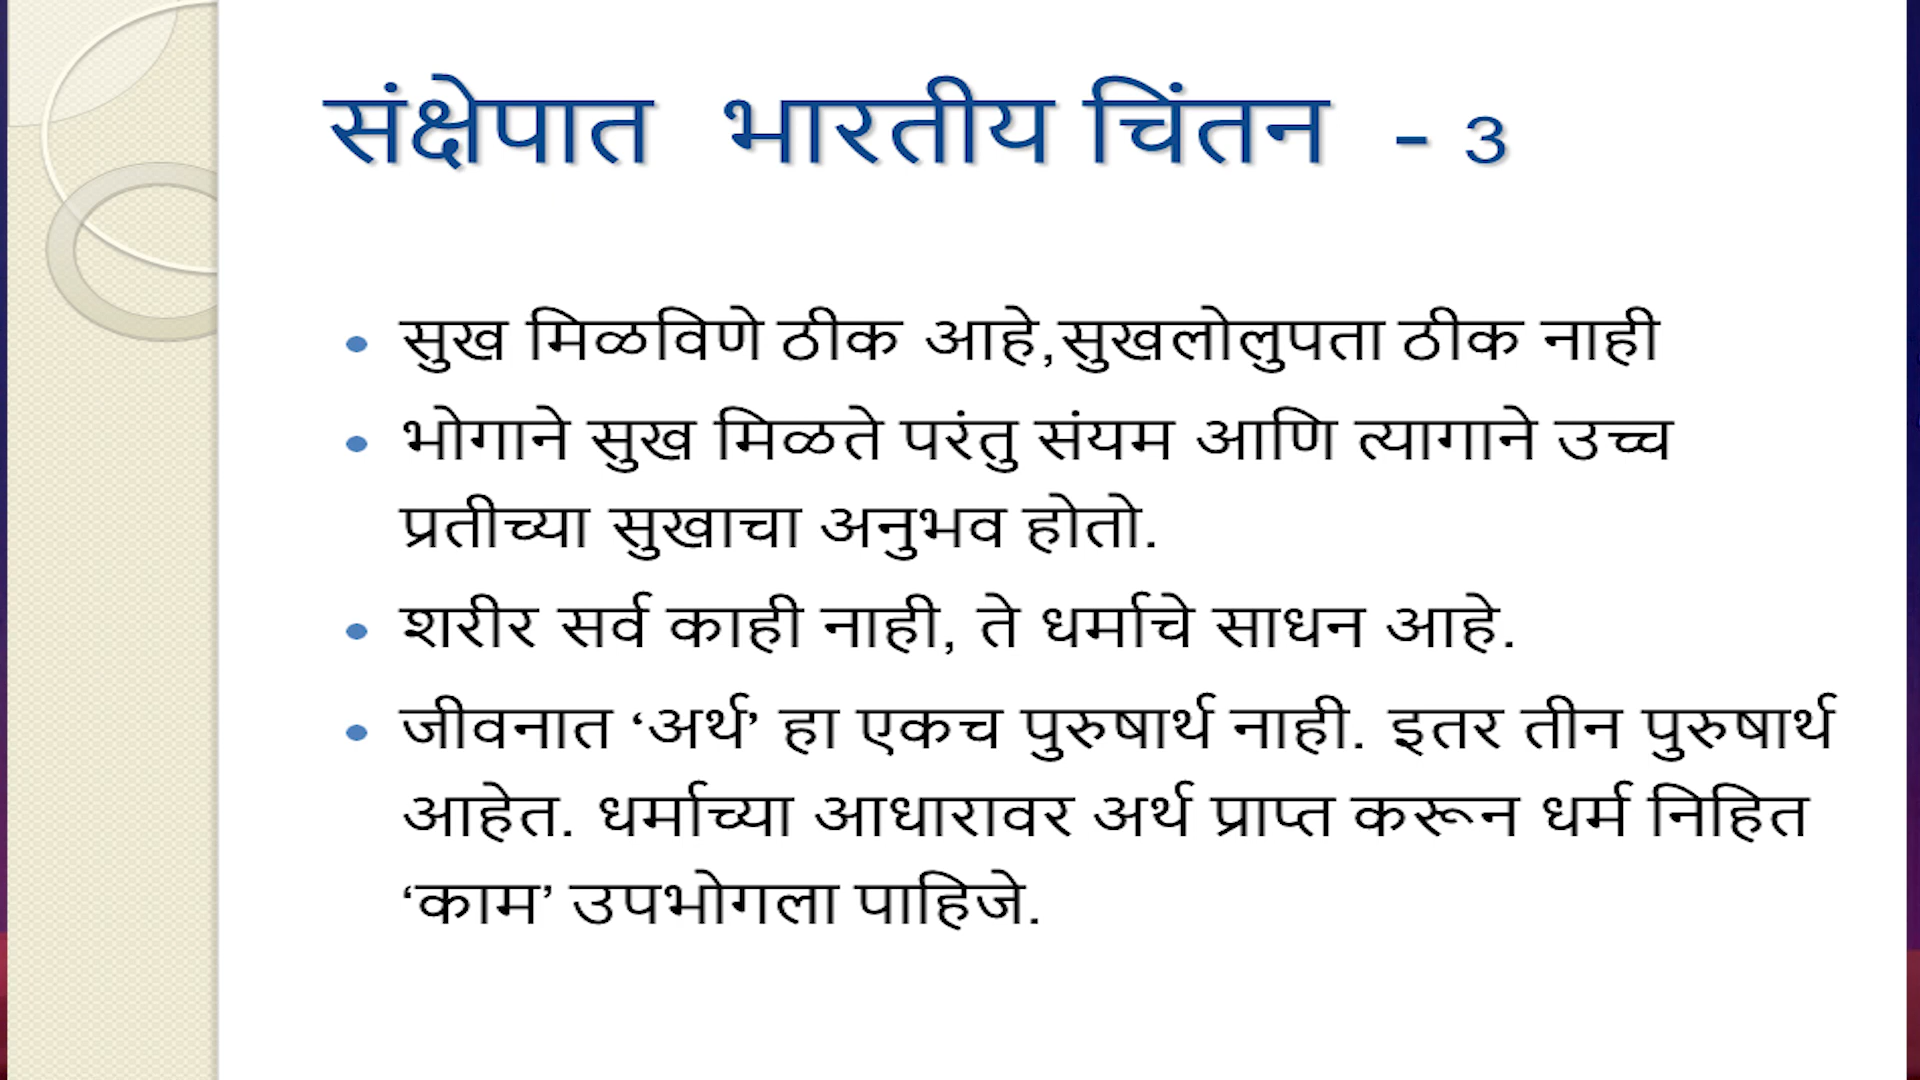 संक्षेपात भारतीय चिंतन - 3
• सुख मिळविणे ठीक आहे,सुखलोलुपता ठीक नाही
• भोगाने सुख मिळते परंतु संयम आणि त्यागाने उच्च
प्रतीच्या सुखाचा अनुभव होतो.
• शरीर सर्व काही नाही, ते धर्माचे साधन आहे.
• जीवनात ‘अर्थ’ हा एकच पुरुषार्थ नाही. इतर तीन पुरुषार्थ
आहेत. धर्माच्या आधारावर अर्थ प्राप्त करून धर्म निहित
‘काम’ उपभोगला पाहिजे.